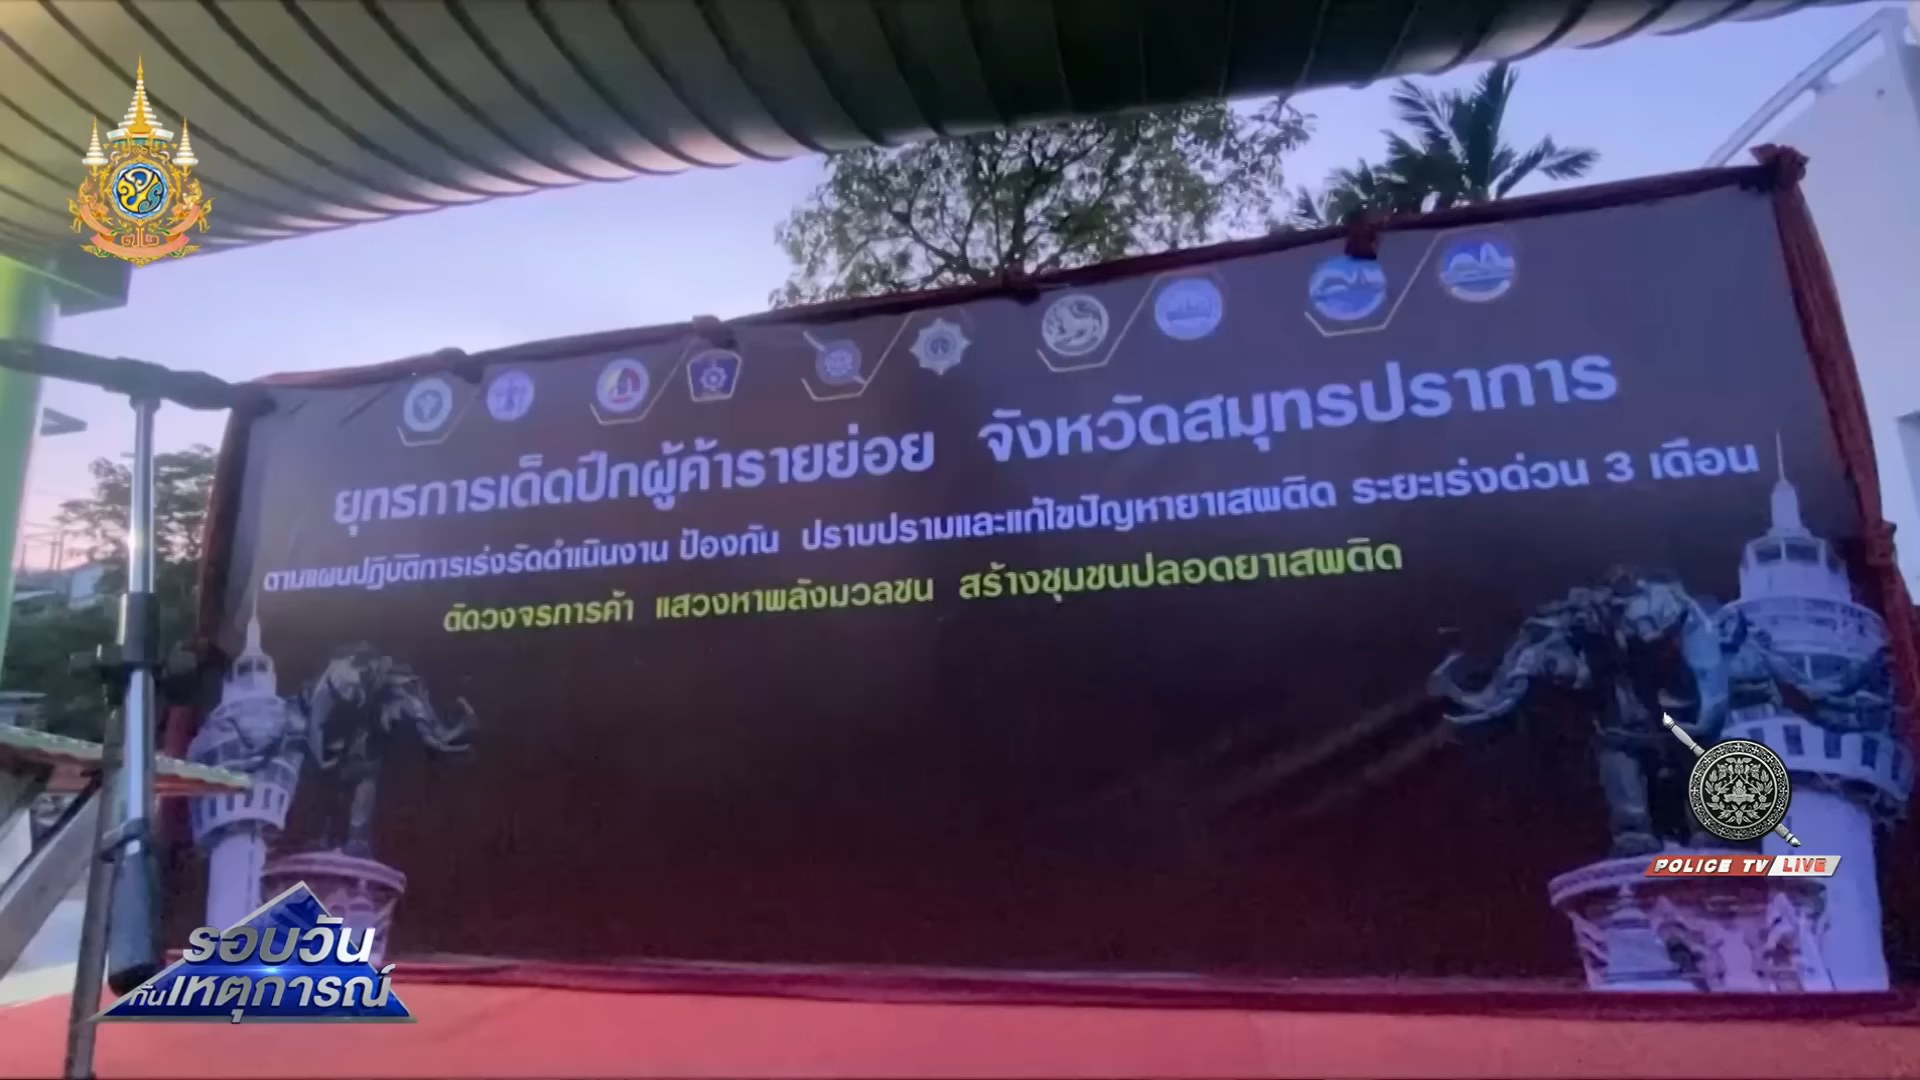 ยุทธการเด็ดปีกผู้ค้ารายย่อย จังหวัดสมุทรปราการ
ตามแผนปฏิบัติการเร่งรัดดำเนินงาน ป้องกัน ปราบปรามและแก้ไขปัญหายาเสพติด ระยะเร่งด่วน 3 เดือน
ตัดวงจรการค้า แสวงหาพลังมวลชน สร้างชุมชนปลอดยาเสพติด
POLICE TV LIVE
รอบวัน
ทันเหตุการณ์